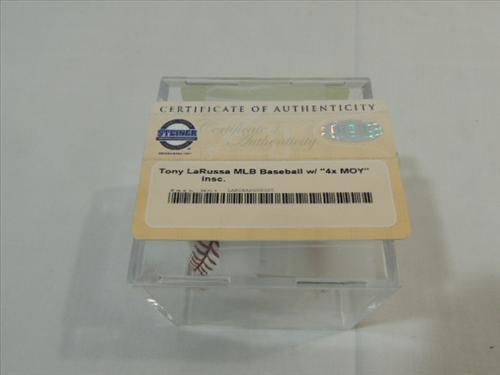 CERTIFICATE OF AUTHENTICITY
STEINER
Certificate of
Authenticity
Tony LaRussa MLB Baseball w/ "4x MOY"
Insc.